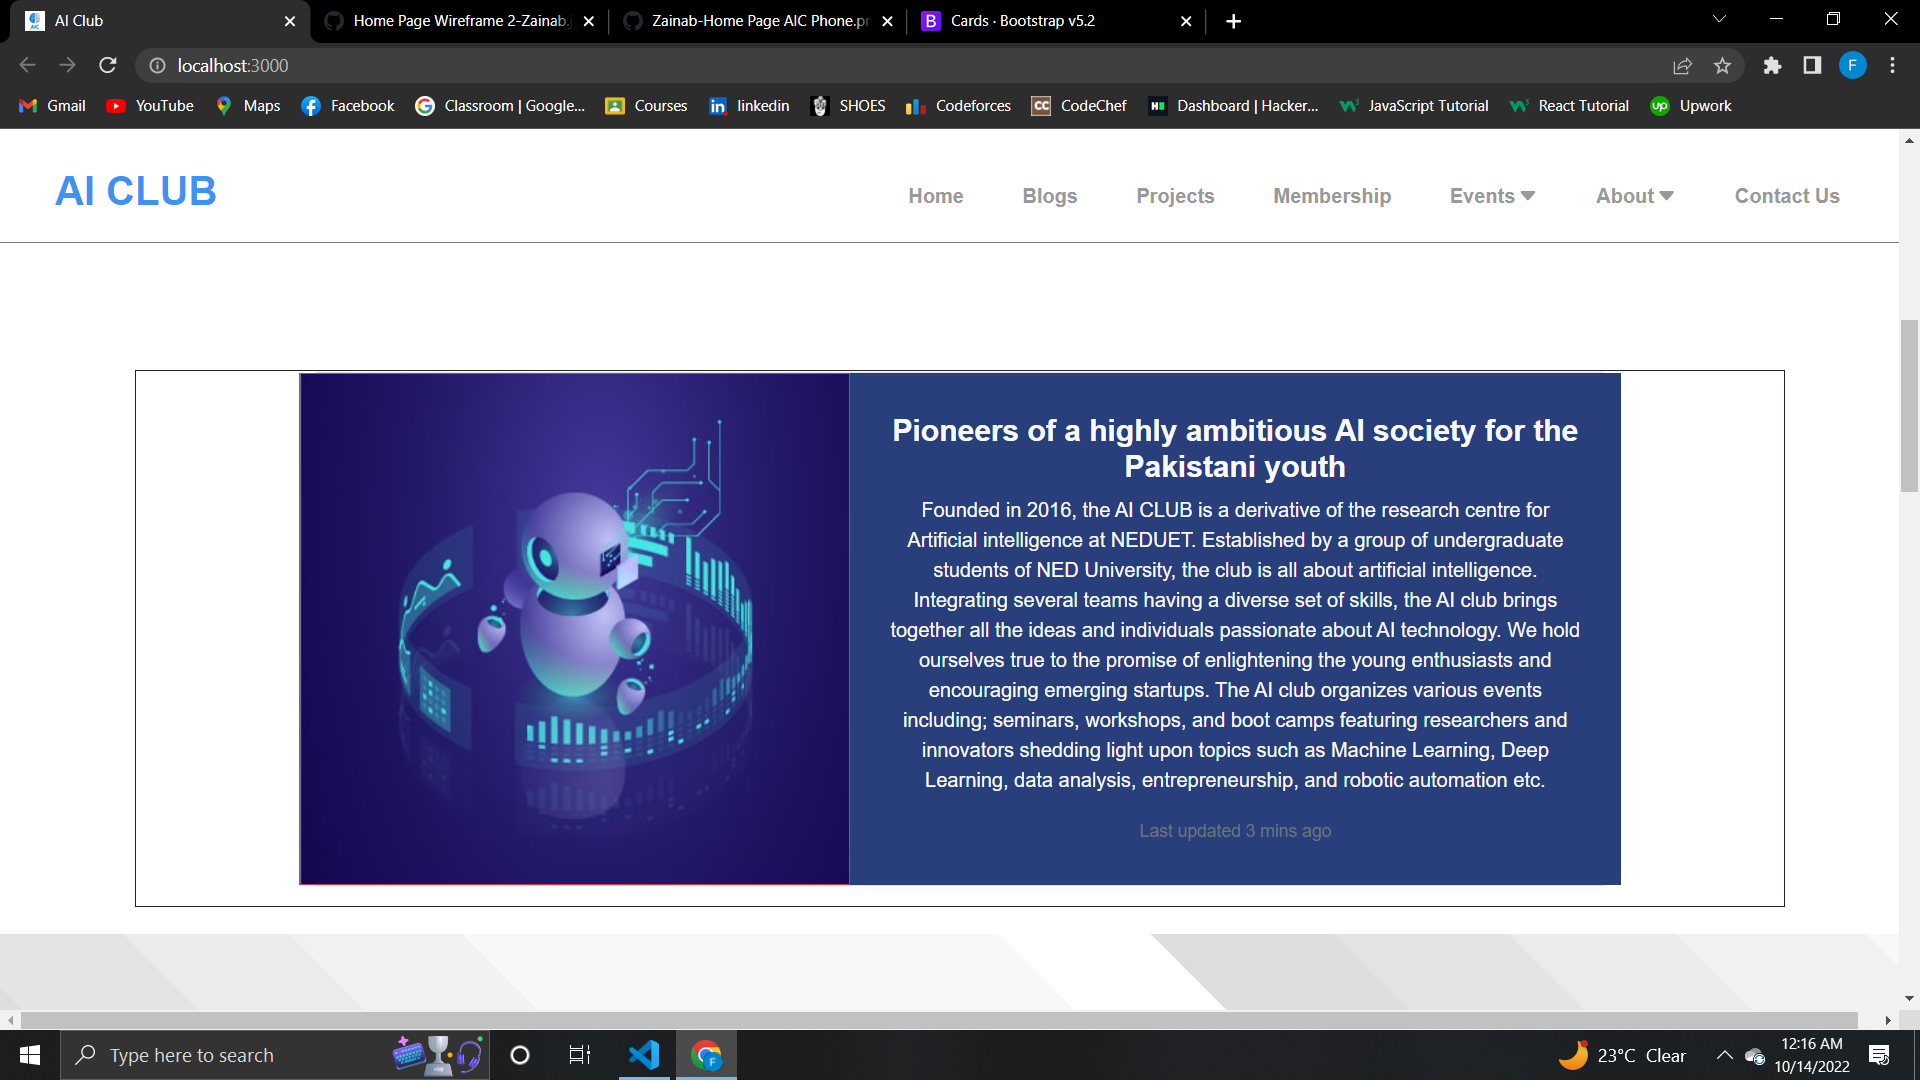 AI Club
Home Page Wireframe 2-Zainab.
Zainab-Home Page AIC Phone.pn
B Cards · Bootstrap v5.2
localhost:3000
F
Gmail YouTube Maps Facebook Classroom | Google... Courses linkedin SHOES Codeforces CodeChef Dashboard | Hacker... JavaScript Tutorial React Tutorial Upwork
AI CLUB
Home Blogs Projects Membership Events About Contact Us
Pioneers of a highly ambitious AI society for the
Pakistani youth
Founded in 2016, the AI CLUB is a derivative of the research centre for
Artificial intelligence at NEDUET. Established by a group of undergraduate
students of NED University, the club is all about artificial intelligence.
Integrating several teams having a diverse set of skills, the AI club brings
together all the ideas and individuals passionate about AI technology. We hold
ourselves true to the promise of enlightening the young enthusiasts and
encouraging emerging startups. The AI club organizes various events
including; seminars, workshops, and boot camps featuring researchers and
innovators shedding light upon topics such as Machine Learning, Deep
Learning, data analysis, entrepreneurship, and robotic automation etc.
Last updated 3 mins ago
Type here to search
23°C Clear
12:16 AM
10/14/2022